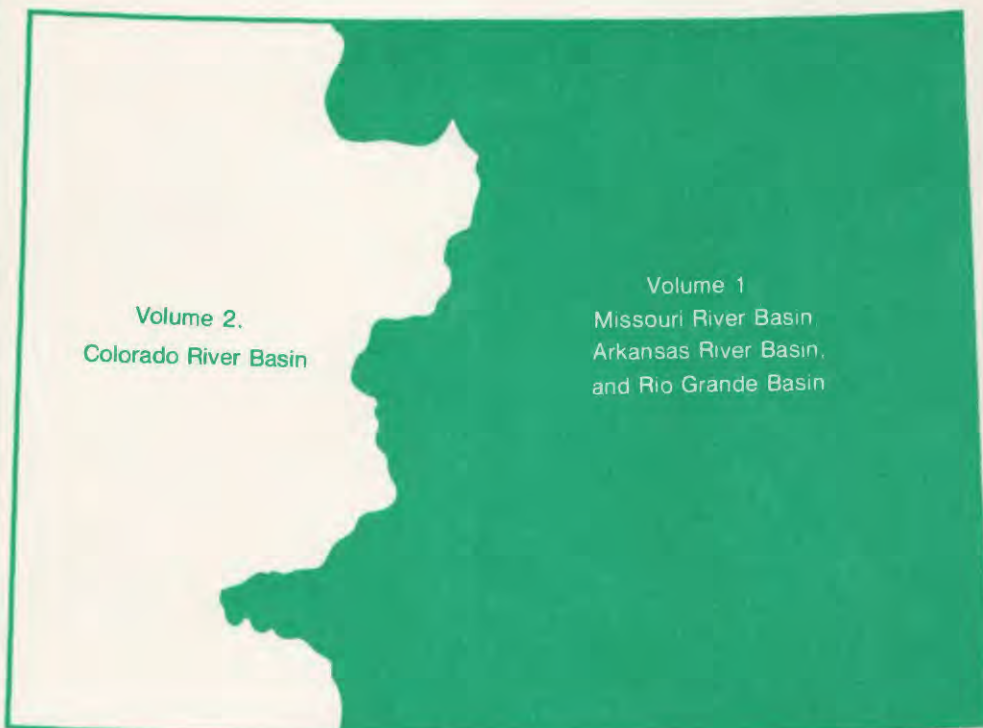 Volume 2.
Colorado River Basin
Volume 1
Missouri River Basin
Arkansas River Basin,
and Rio Grande Basin